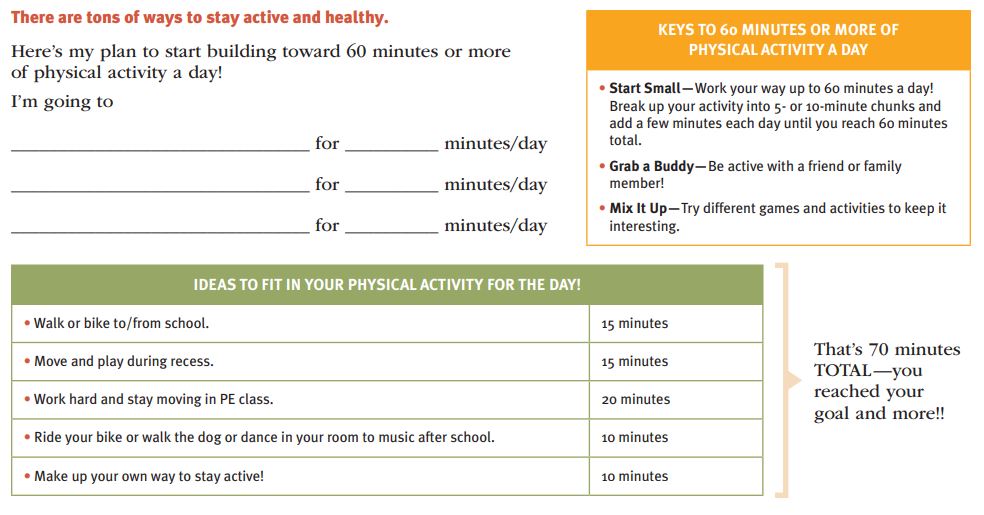 There are tons of ways to stay active and healthy.
Here's my plan to start building toward 60 minutes or more
of physical activity a day!
I'm going to
______________________________ for __________ minutes/day
______________________________ for __________ minutes/day
______________________________ for __________ minutes/day
KEYS TO 60 MINUTES OR MORE OF
PHYSICAL ACTIVITY A DAY
• Start Small—Work your way up to 60 minutes a day!
Break up your activity into 5- or 10-minute chunks and
add a few minutes each day until you reach 60 minutes
total.
• Grab a Buddy—Be active with a friend or family
member!
• Mix It Up—Try different games and activities to keep it
interesting.
IDEAS TO FIT IN YOUR PHYSICAL ACTIVITY FOR THE DAY!
• Walk or bike to/from school. 15 minutes
• Move and play during recess. 15 minutes
• Work hard and stay moving in PE class. 20 minutes
• Ride your bike or walk the dog or dance in your room to music after school. 10 minutes
• Make up your own way to stay active! 10 minutes
That's 70 minutes
TOTAL—you
reached your
goal and more!!